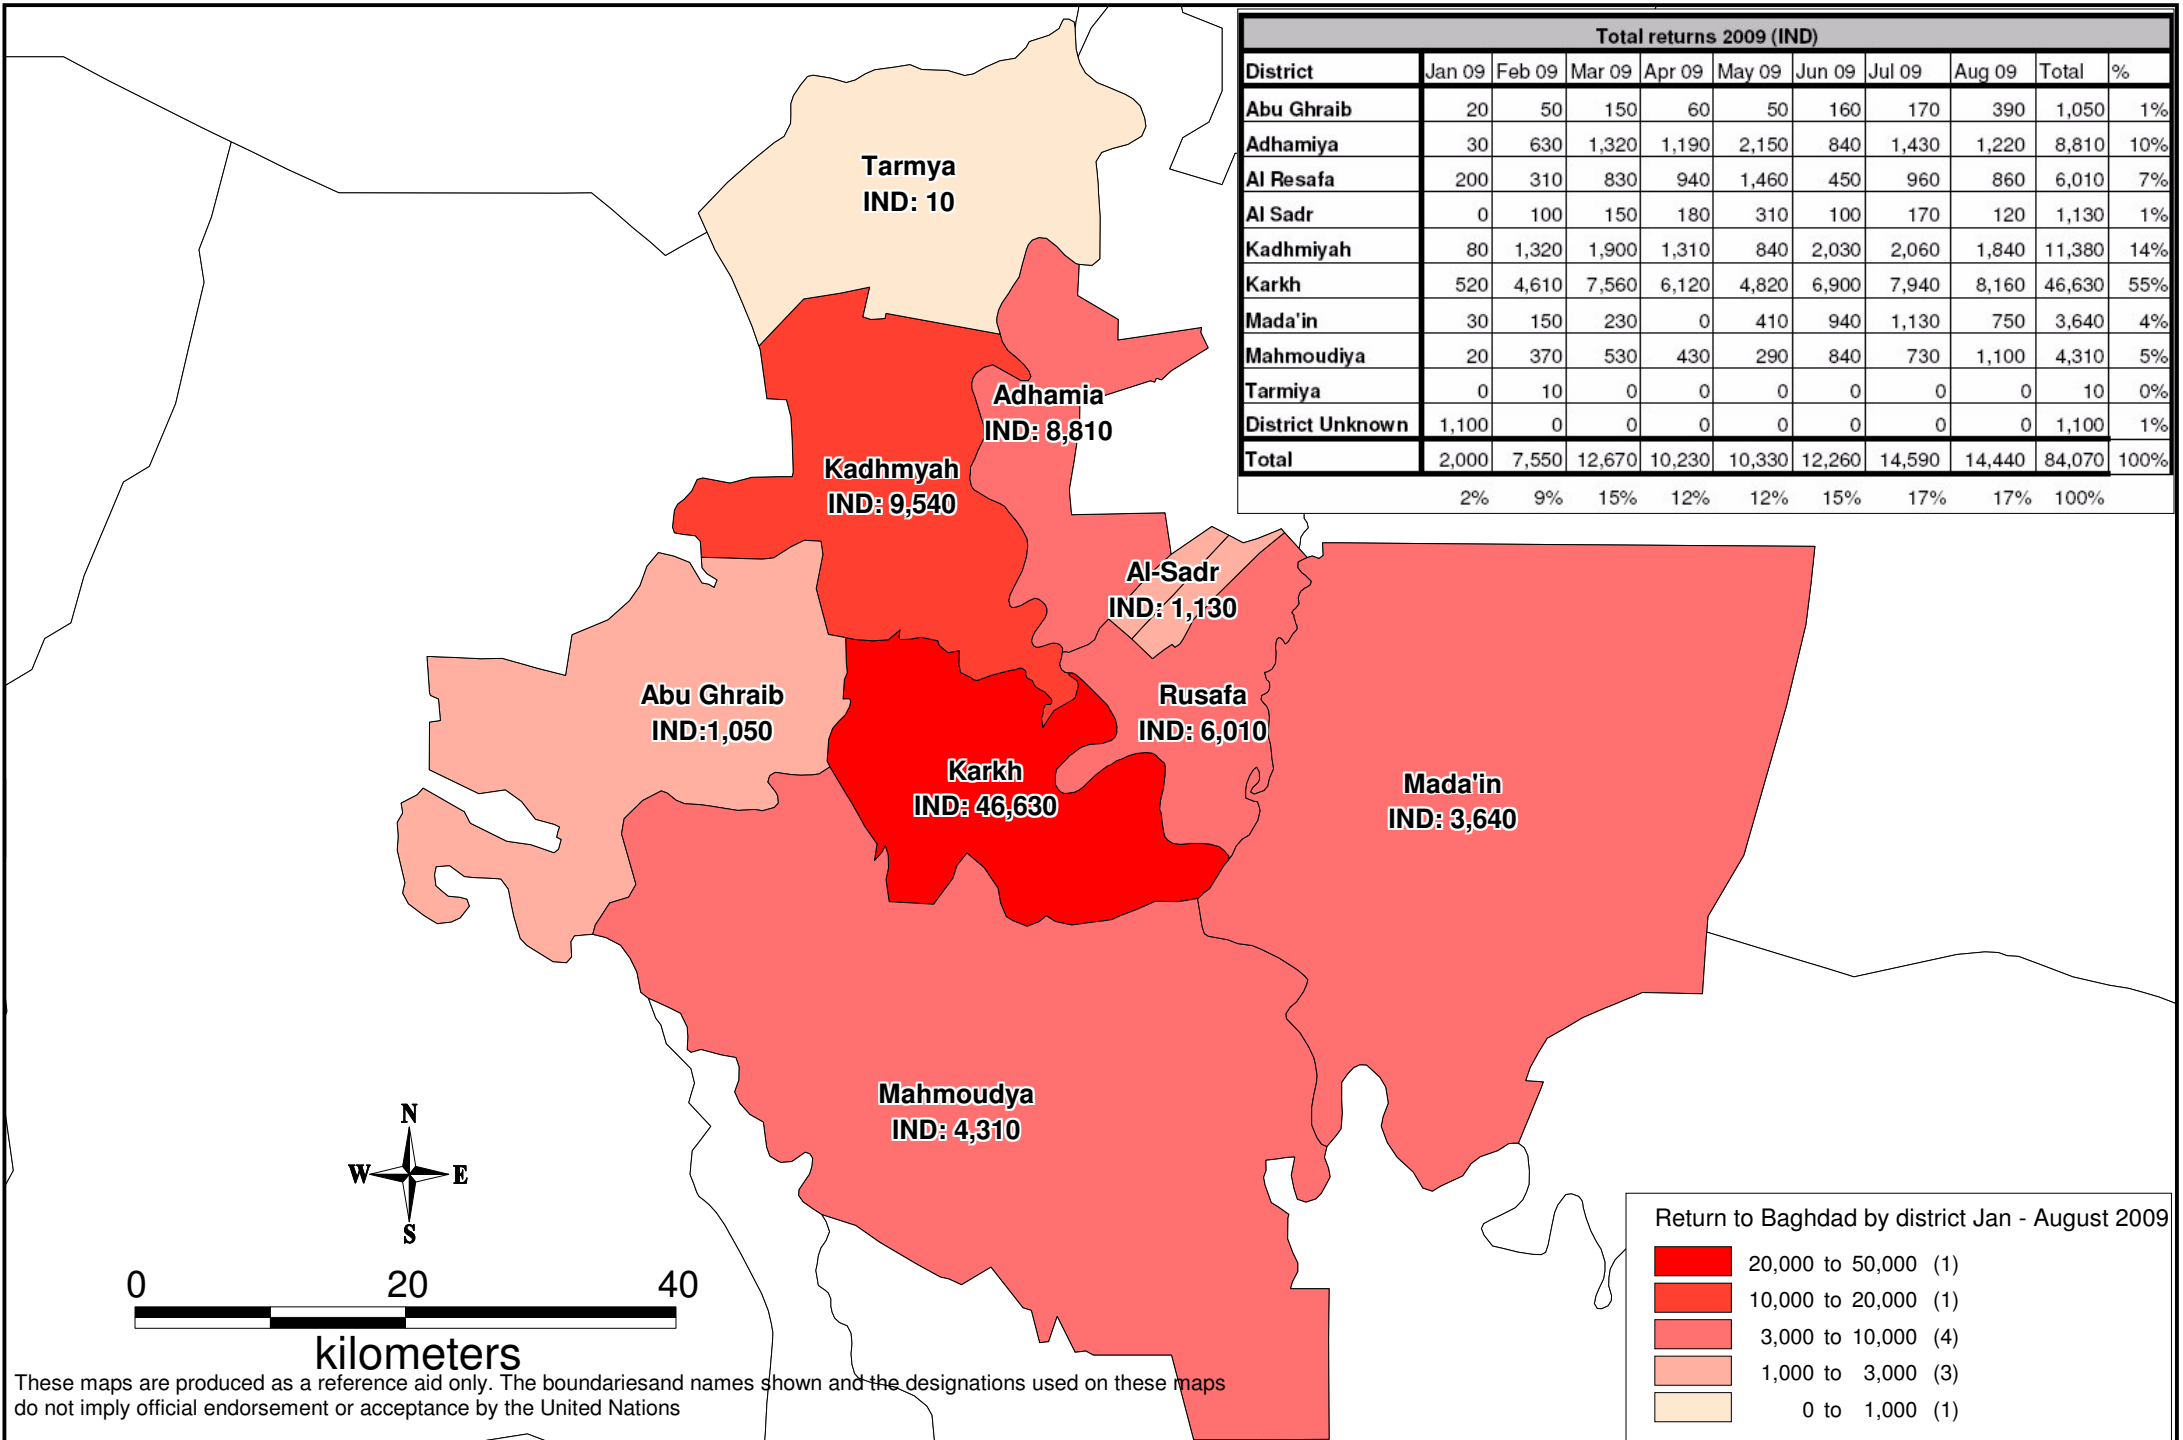 Total returns 2009 (IND)
District Jan 09 Feb 09 Mar 09 Apr 09 May 09 Jun 09 Jul 09 Aug 09 Total %
Abu Ghraib 20 50 150 60 50 160 170 390 1,050 1%
Adhamiya 30 630 1,320 1,190 2,150 840 1,430 1,220 8,810 10%
Al Resafa 200 310 830 940 1,460 450 960 860 6,010 7%
Al Sadr 0 100 150 180 310 100 170 120 1,130 1%
Kadhmiyah 80 1,320 1,900 1,310 840 2,030 2,060 1,840 11,380 14%
Karkh 520 4,610 7,560 6,120 4,820 6,900 7,940 8,160 46,630 55%
Mada'in 30 150 230 0 410 940 1,130 750 3,640 4%
Mahmoudiya 20 370 530 430 290 840 730 1,100 4,310 5%
Tarmiya 0 10 0 0 0 0 0 0 10 0%
District Unknown 1,100 0 0 0 0 0 0 0 1,100 1%
Total 2,000 7,550 12,670 10,230 10,330 12,260 14,590 14,440 84,070 100%
2% 9% 15% 12% 12% 15% 17% 17% 100%
Tarmya
IND: 10
Adhamia
IND: 8,810
Kadhmyah
IND: 9,540
Al-Sadr
IND: 1,130
Abu Ghraib
IND:1,050
Rusafa
IND: 6,010
Karkh
IND: 46,630
Mada'in
IND: 3,640
Mahmoudya
IND: 4,310
N
W E
S
0 20 40
kilometers
These maps are produced as a reference aid only. The boundariesand names shown and the designations used on these maps
do not imply official endorsement or acceptance by the United Nations
Return to Baghdad by district Jan - August 2009
20,000 to 50,000 (1)
10,000 to 20,000 (1)
3,000 to 10,000 (4)
1,000 to 3,000 (3)
0 to 1,000 (1)